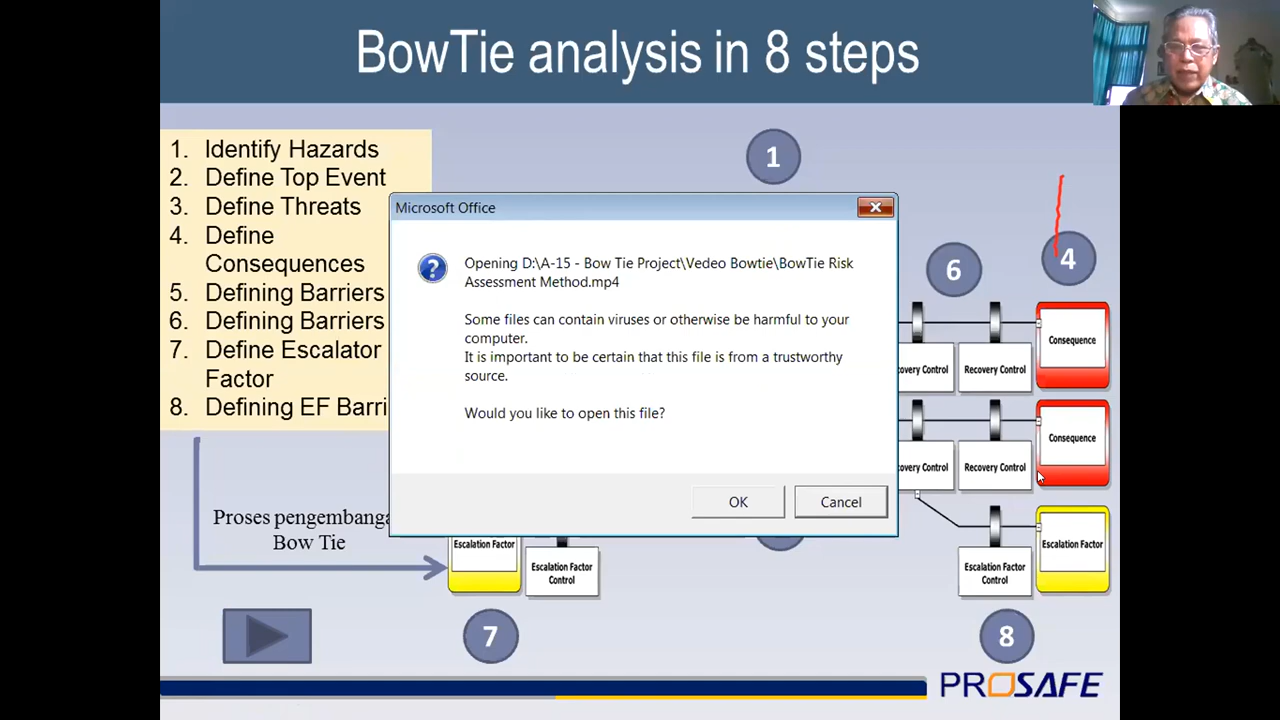 BowTie analysis in 8 steps
1. Identify Hazards
2. Define Top Event
3. Define Threats
4. Define
Consequences
5. Defining Barriers
6. Defining Barriers
7. Define Escalator
Factor
8. Defining EF Barri
Proses pengembanga
Bow Tie
1
Microsoft Office
Opening D:\A-15 - Bow Tie Project\Vedeo Bowtie\BowTie Risk
Assessment Method.mp4
Some files can contain viruses or otherwise be harmful to your
computer.
It is important to be certain that this file is from a trustworthy
source.
Would you like to open this file?
OK
Cancel
6
4
overy Control
Recovery Control
Consequence
overy Control
Recovery Control
Consequence
Escalation Factor
Escalation Factor
Control
Escalation Factor
Control
Escalation Factor
7
8
PROSAFE